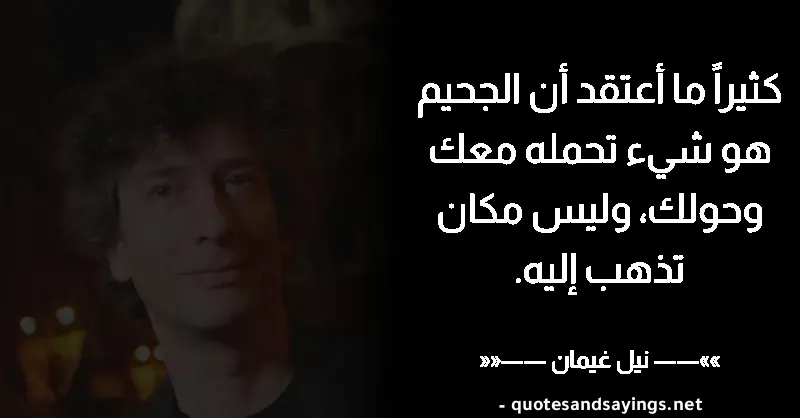 كثيراً ما أعتقد أن الجحيم
هو شيء تحمله معك
وحولك، وليس مكان
تذهب إليه.
»»—— نيل غيمان ——««
- quotesandsayings.net